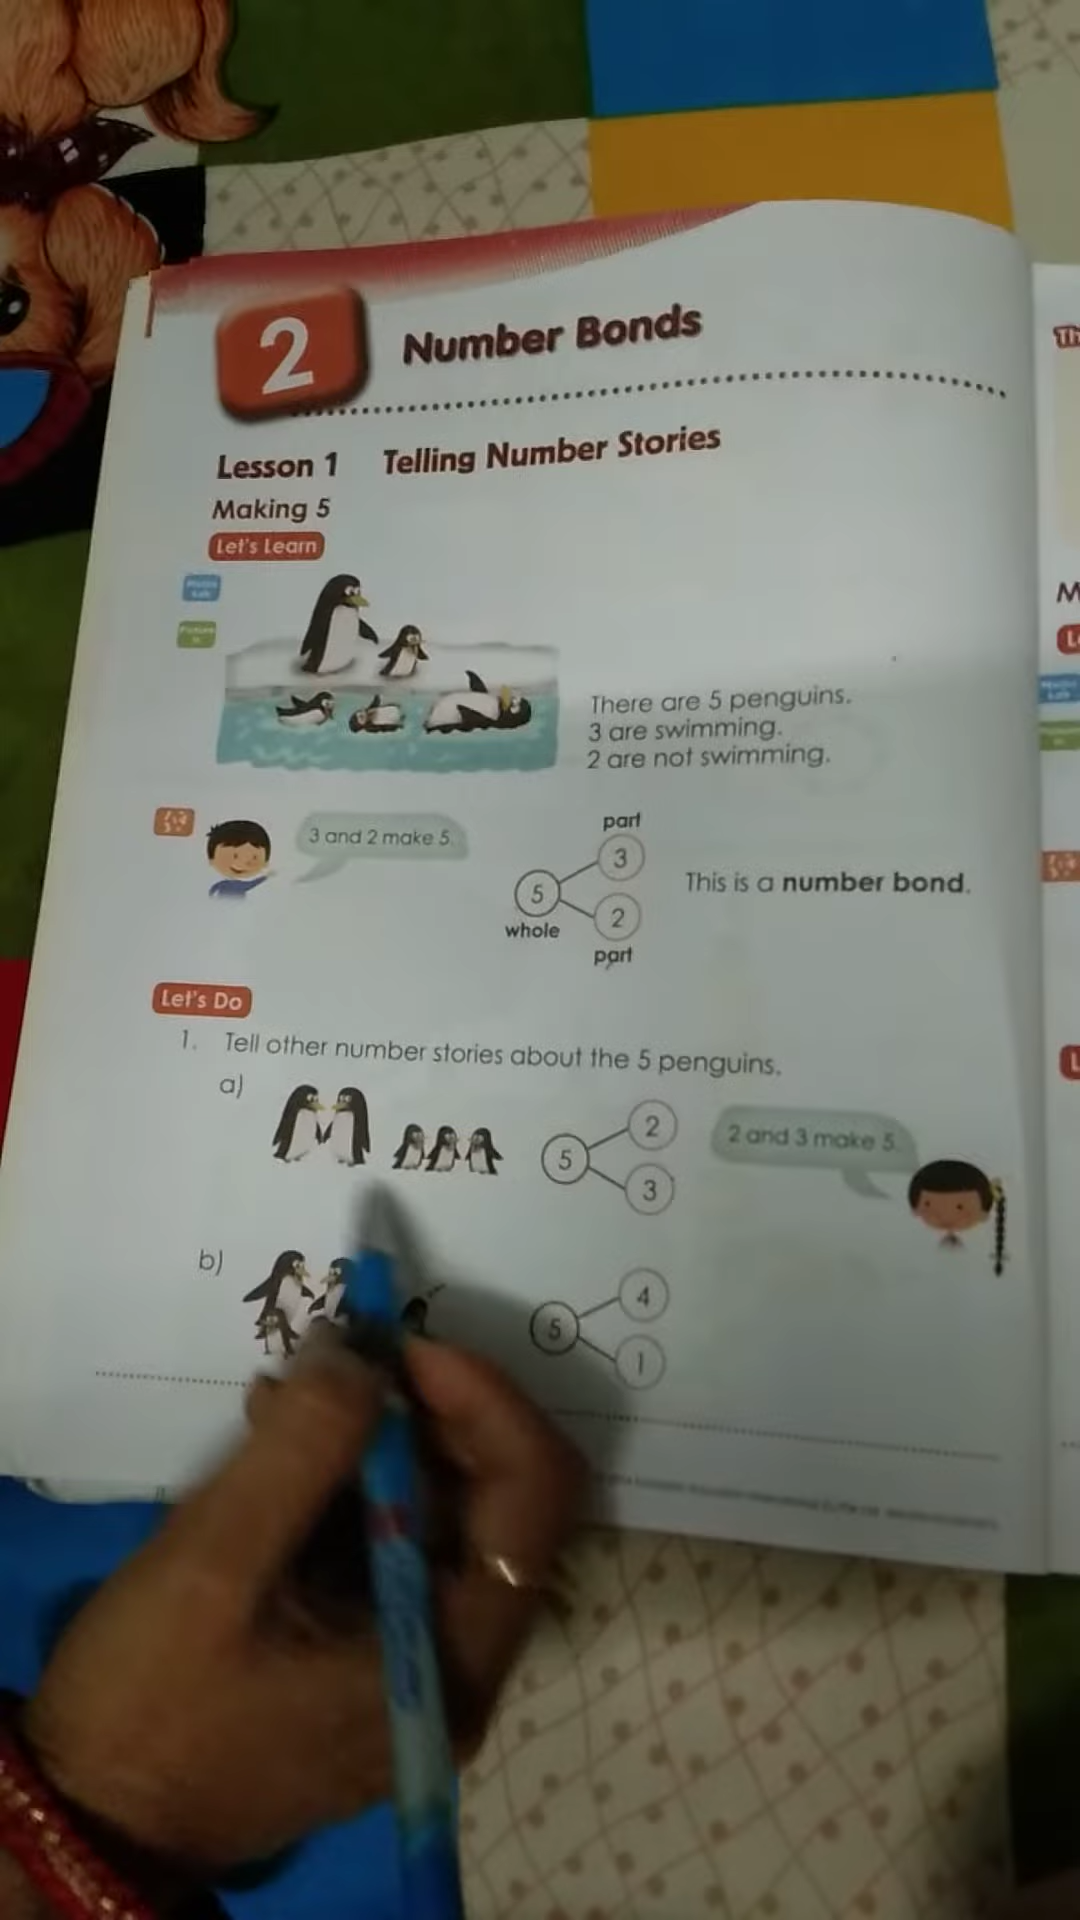 2
Number Bonds
Lesson 1 Telling Number Stories
Making 5
Let's Learn
There are 5 penguins.
3 are swimming.
2 are not swimming.
3 and 2 make 5.
part
3
5
2
whole
part
This is a number bond.
Let's Do
1. Tell other number stories about the 5 penguins.
a)
2
5
3
2 and 3 make 5.
b)
4
5
1
Th
M
L